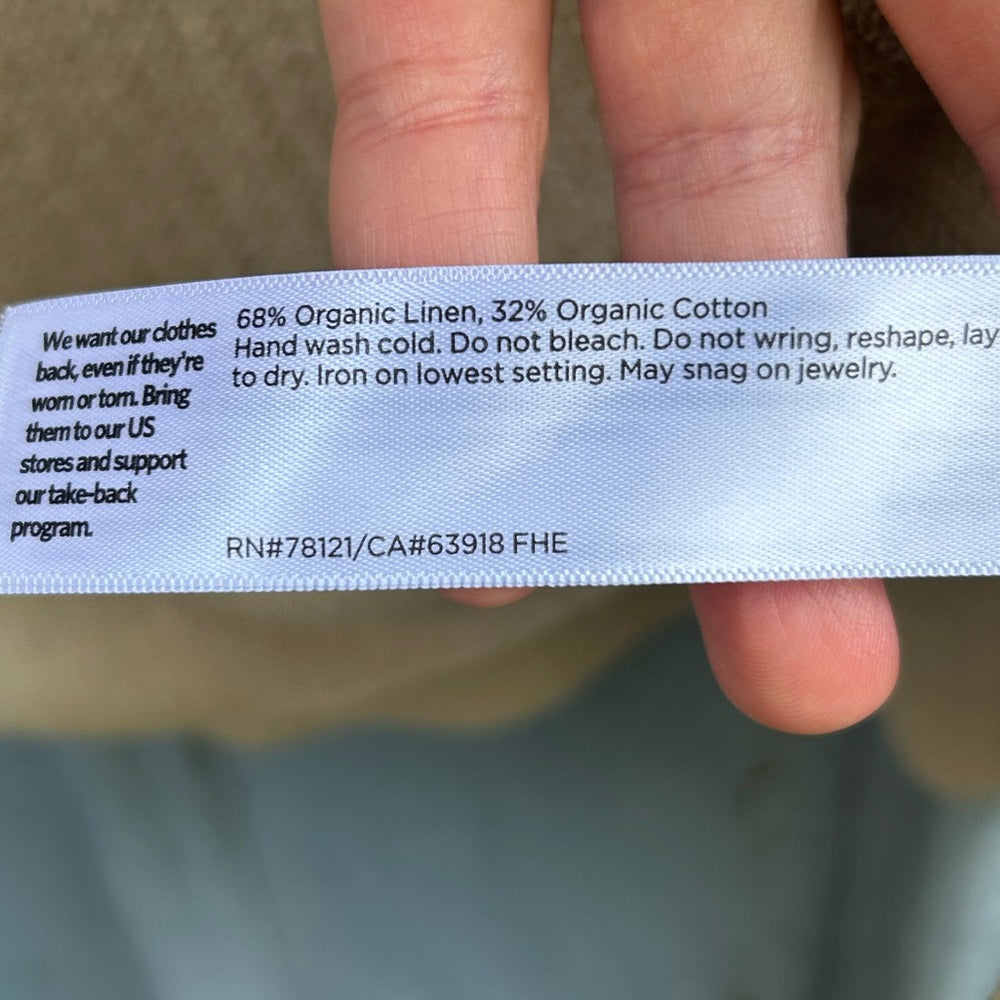 We want our clothes
back, even if they're
worn or torn. Bring
them to our US
stores and support
our take-back
program.
68% Organic Linen, 32% Organic Cotton
Hand wash cold. Do not bleach. Do not wring, reshape, lay
to dry. Iron on lowest setting. May snag on jewelry.
RN#78121/CA#63918 FHE